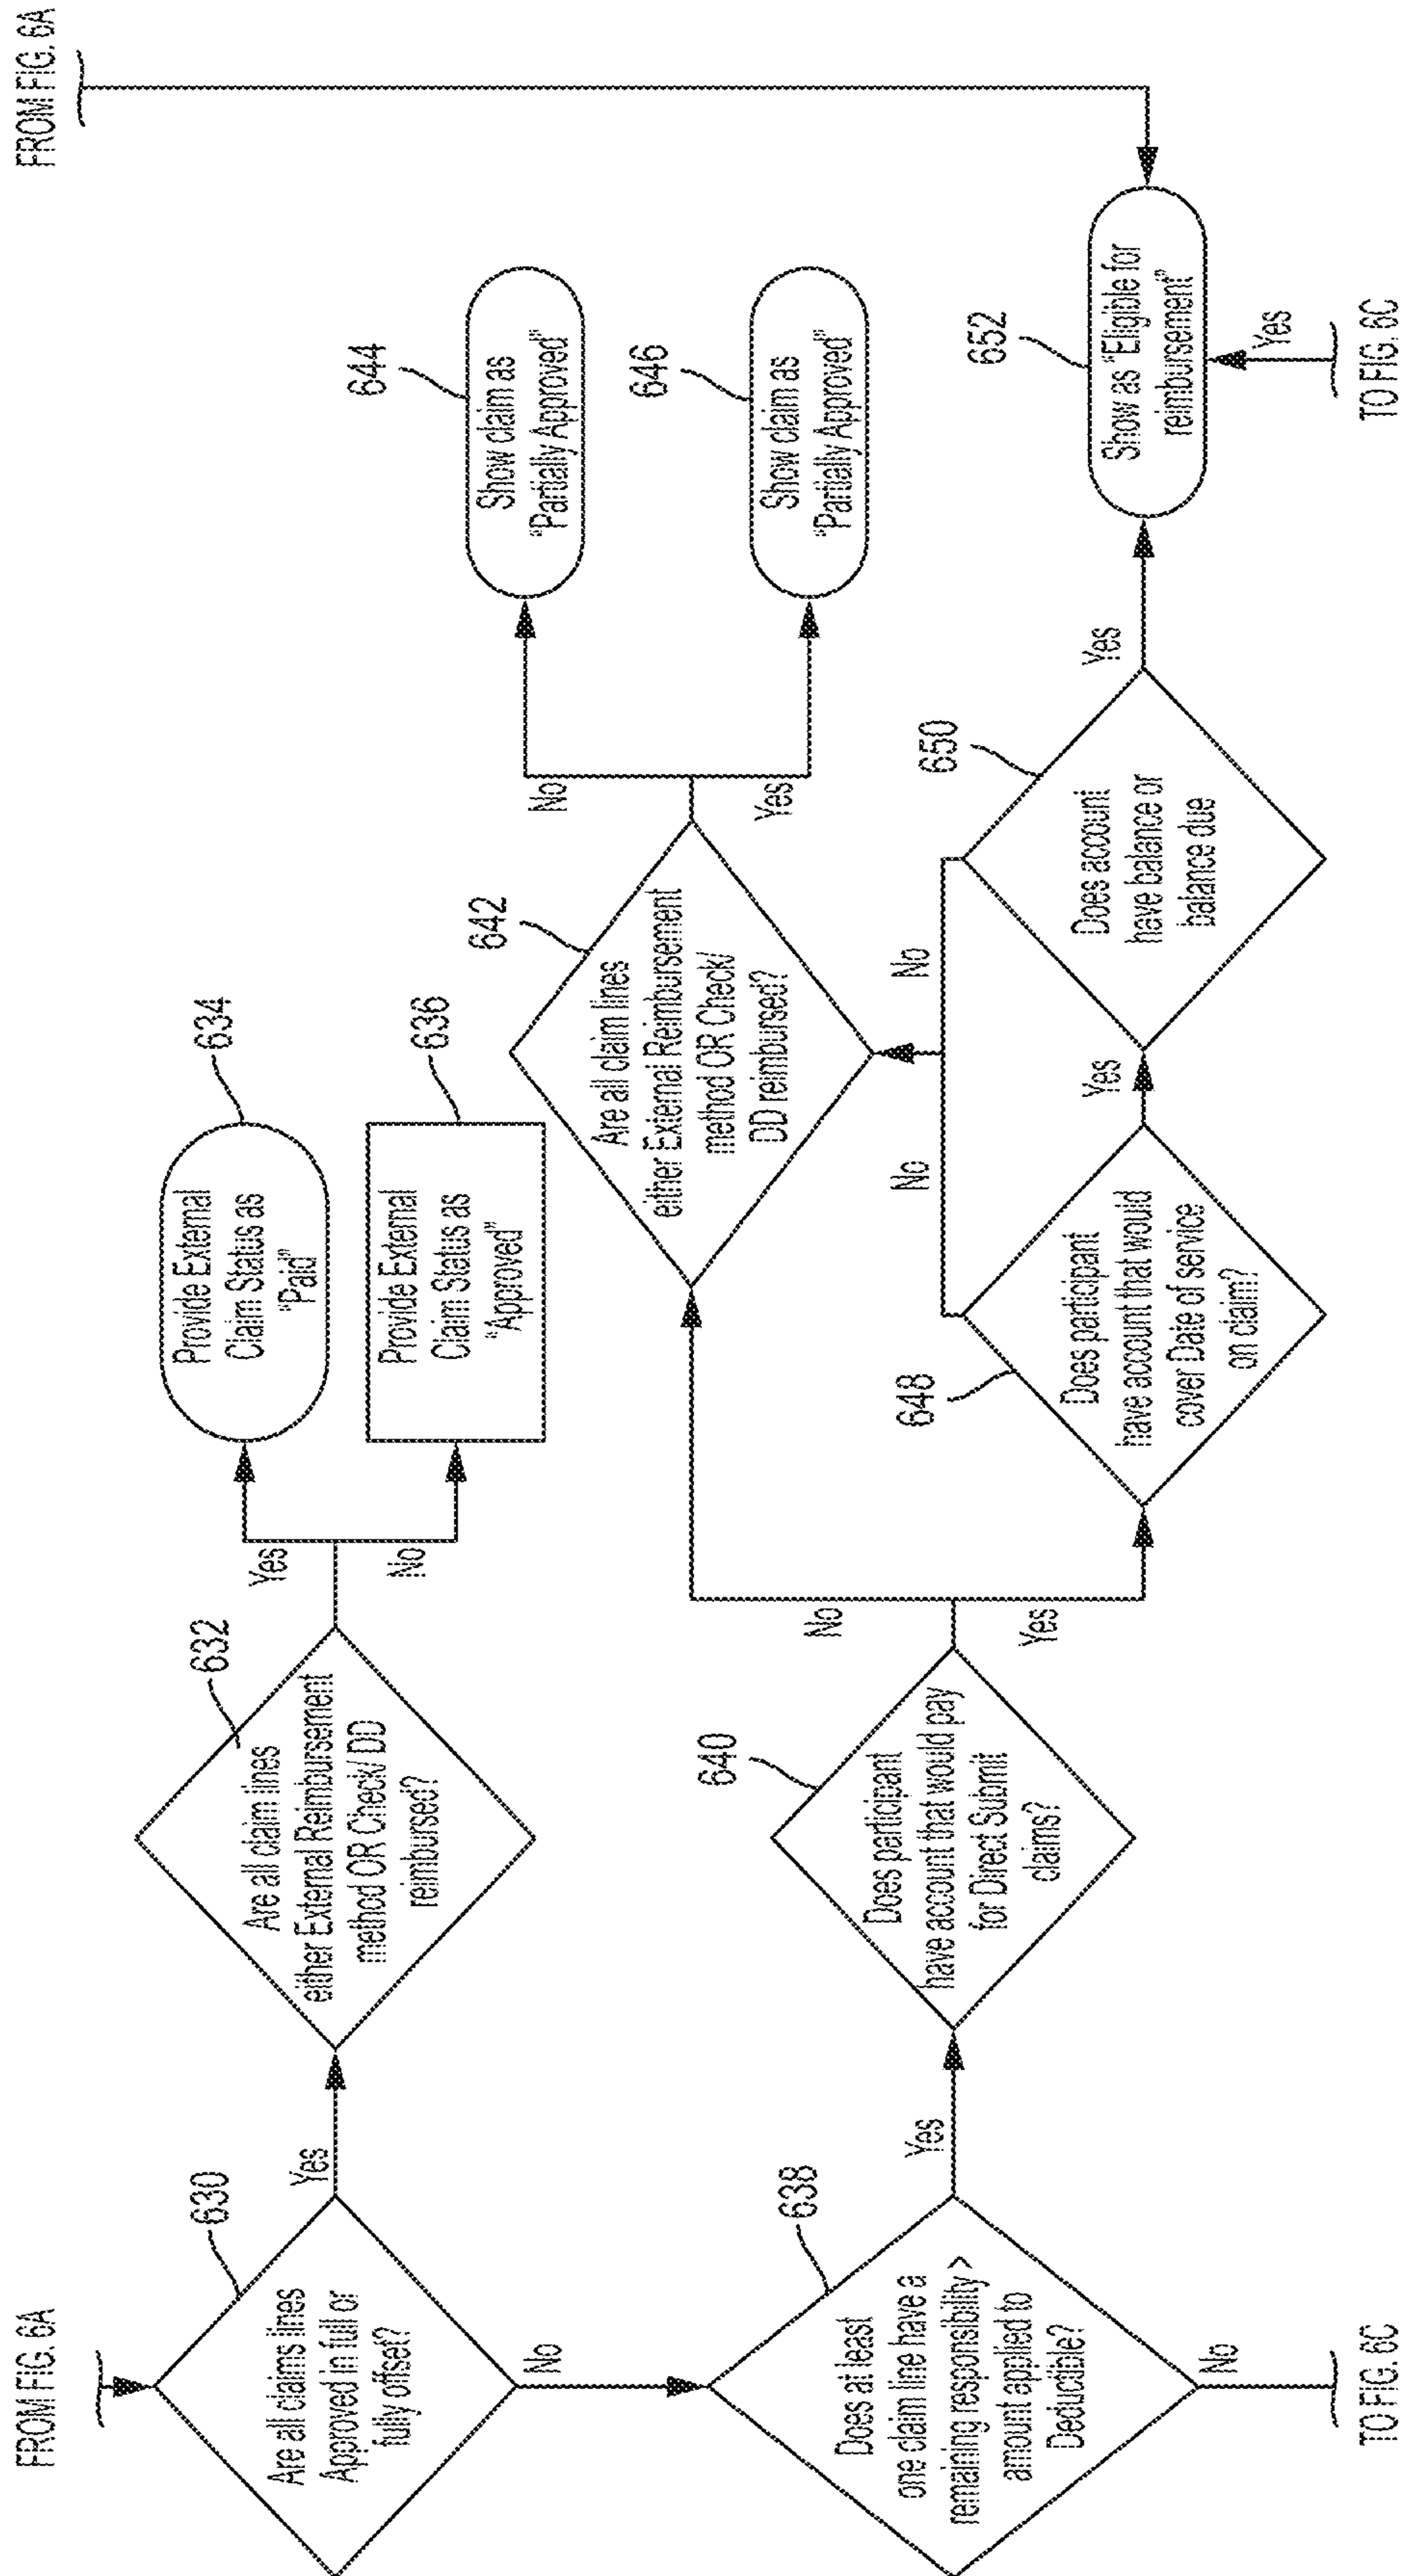 FROM FIG. 6A
630
Are all claims lines
Approved in full or
fully offset?
Yes
No
632
Are all claim lines
either External Reimbursement
method OR Check/ DD
reimbursed?
Yes
No
634
Provide External
Claim Status as
"Paid"
636
Provide External
Claim Status as
"Approved"
638
Does at least
one claim line have a
remaining responsibility >
amount applied to
Deductible?
Yes
No
TO FIG. 6C
640
Does participant
have account that would pay
for Direct Submit
claims?
No
Yes
642
Are all claim lines
either External Reimbursement
method OR Check/
DD reimbursed?
No
Yes
644
Show claim as
"Partially Approved"
646
Show claim as
"Partially Approved"
648
Does participant
have account that would
cover Date of service
on claim?
No
Yes
650
Does account
have balance or
balance due
No
Yes
652
Show as "Eligible for
reimbursement"
Yes
TO FIG. 6C
FROM FIG. 6A